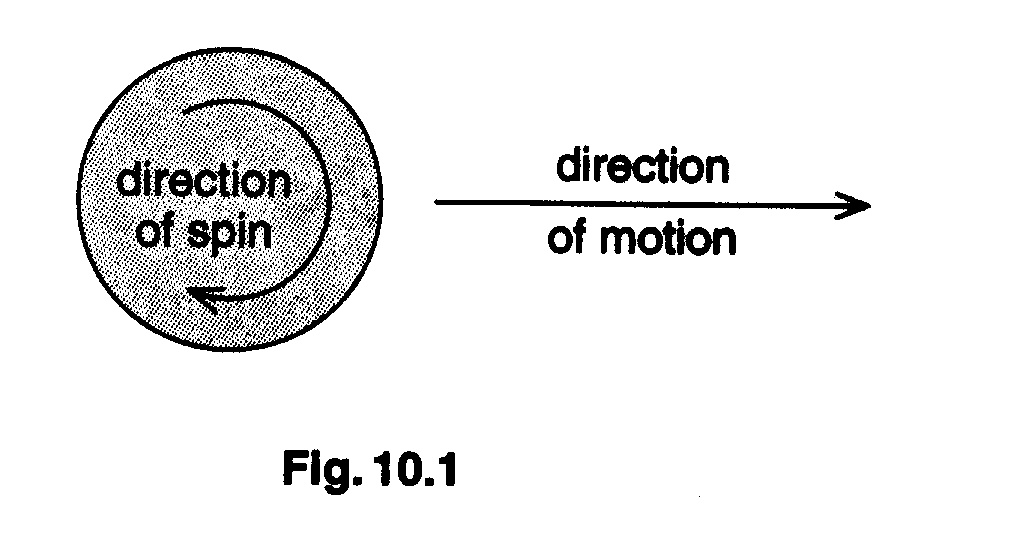 direction
of spin
direction
of motion
Fig. 10.1